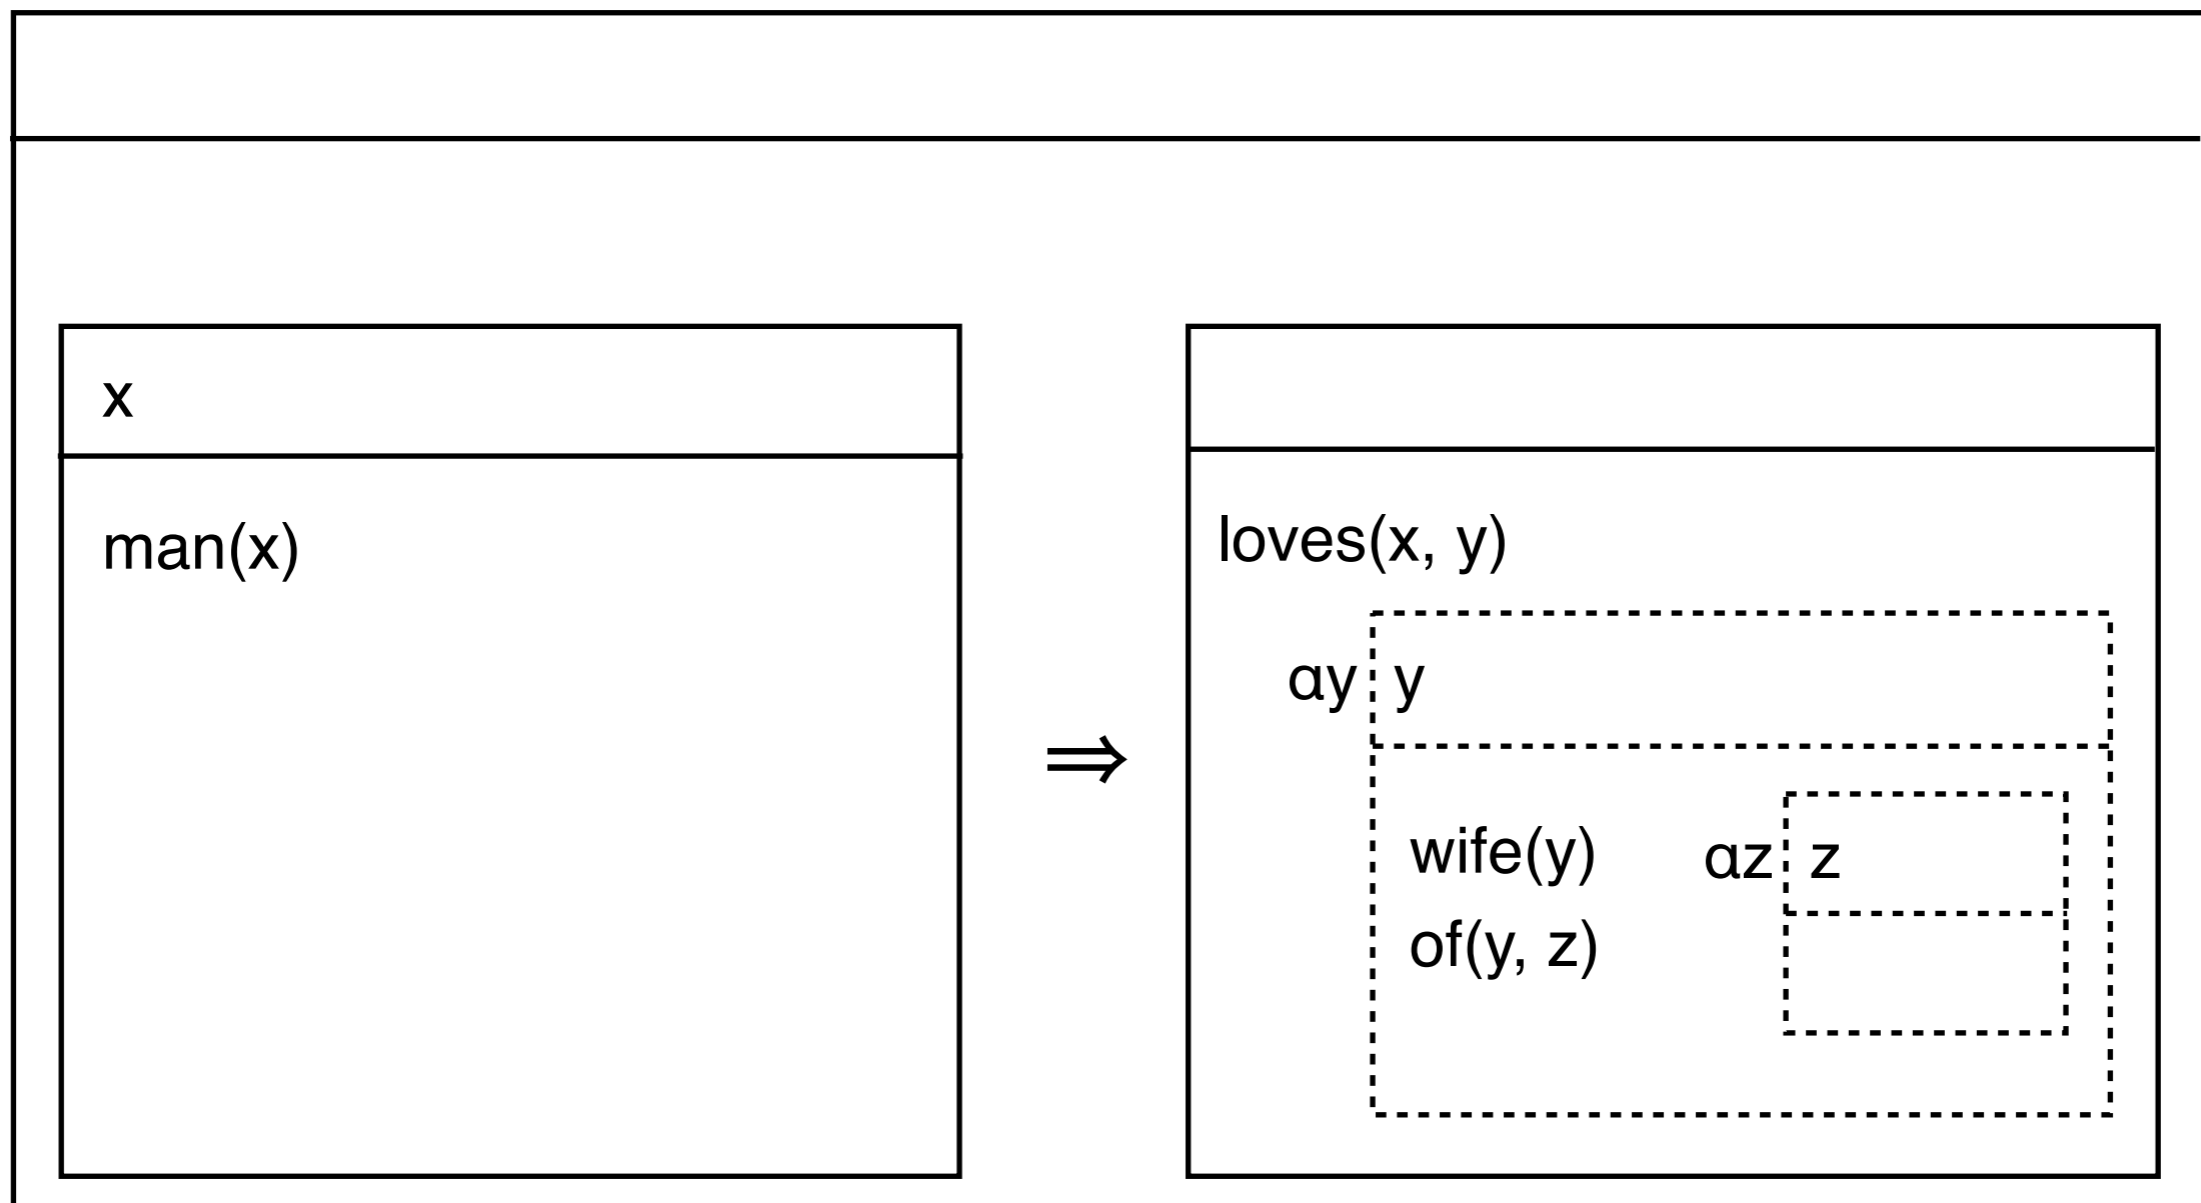 x
man(x)
⇒
loves(x, y)
αy y
wife(y) αz z
of(y, z)